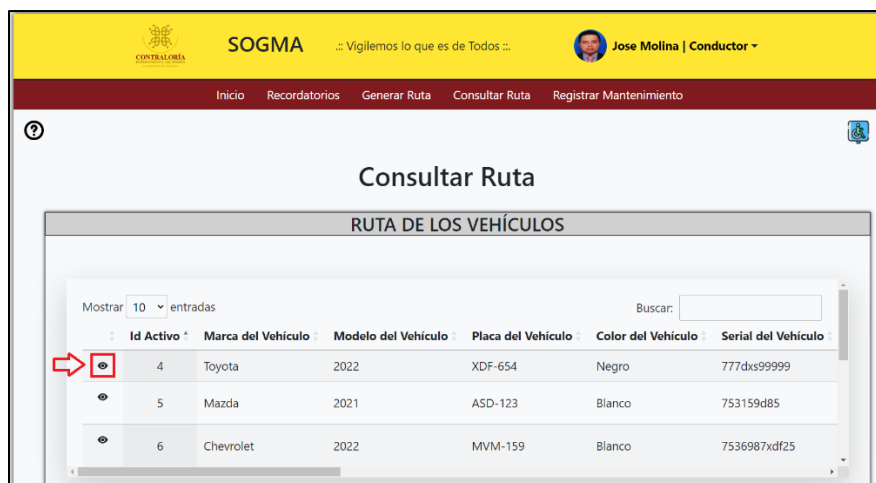 CONTRALORÍA
SOGMA
.:: Vigilemos lo que es de Todos ::.
Jose Molina | Conductor
Inicio Recordatorios Generar Ruta Consultar Ruta Registrar Mantenimiento
Consultar Ruta
RUTA DE LOS VEHÍCULOS
Mostrar 10 entradas
Buscar:
Id Activo Marca del Vehículo Modelo del Vehículo Placa del Vehículo Color del Vehículo Serial del Vehículo
4 Toyota 2022 XDF-654 Negro 777dxs99999
5 Mazda 2021 ASD-123 Blanco 753159d85
6 Chevrolet 2022 MVM-159 Blanco 7536987xdf25